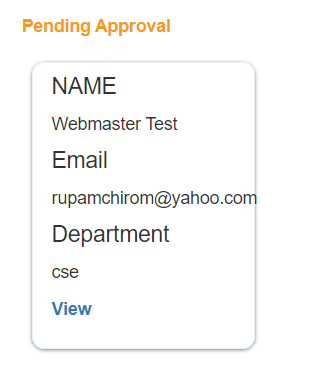 Pending Approval
NAME
Webmaster Test
Email
rupamchirom@yahoo.com
Department
cse
View